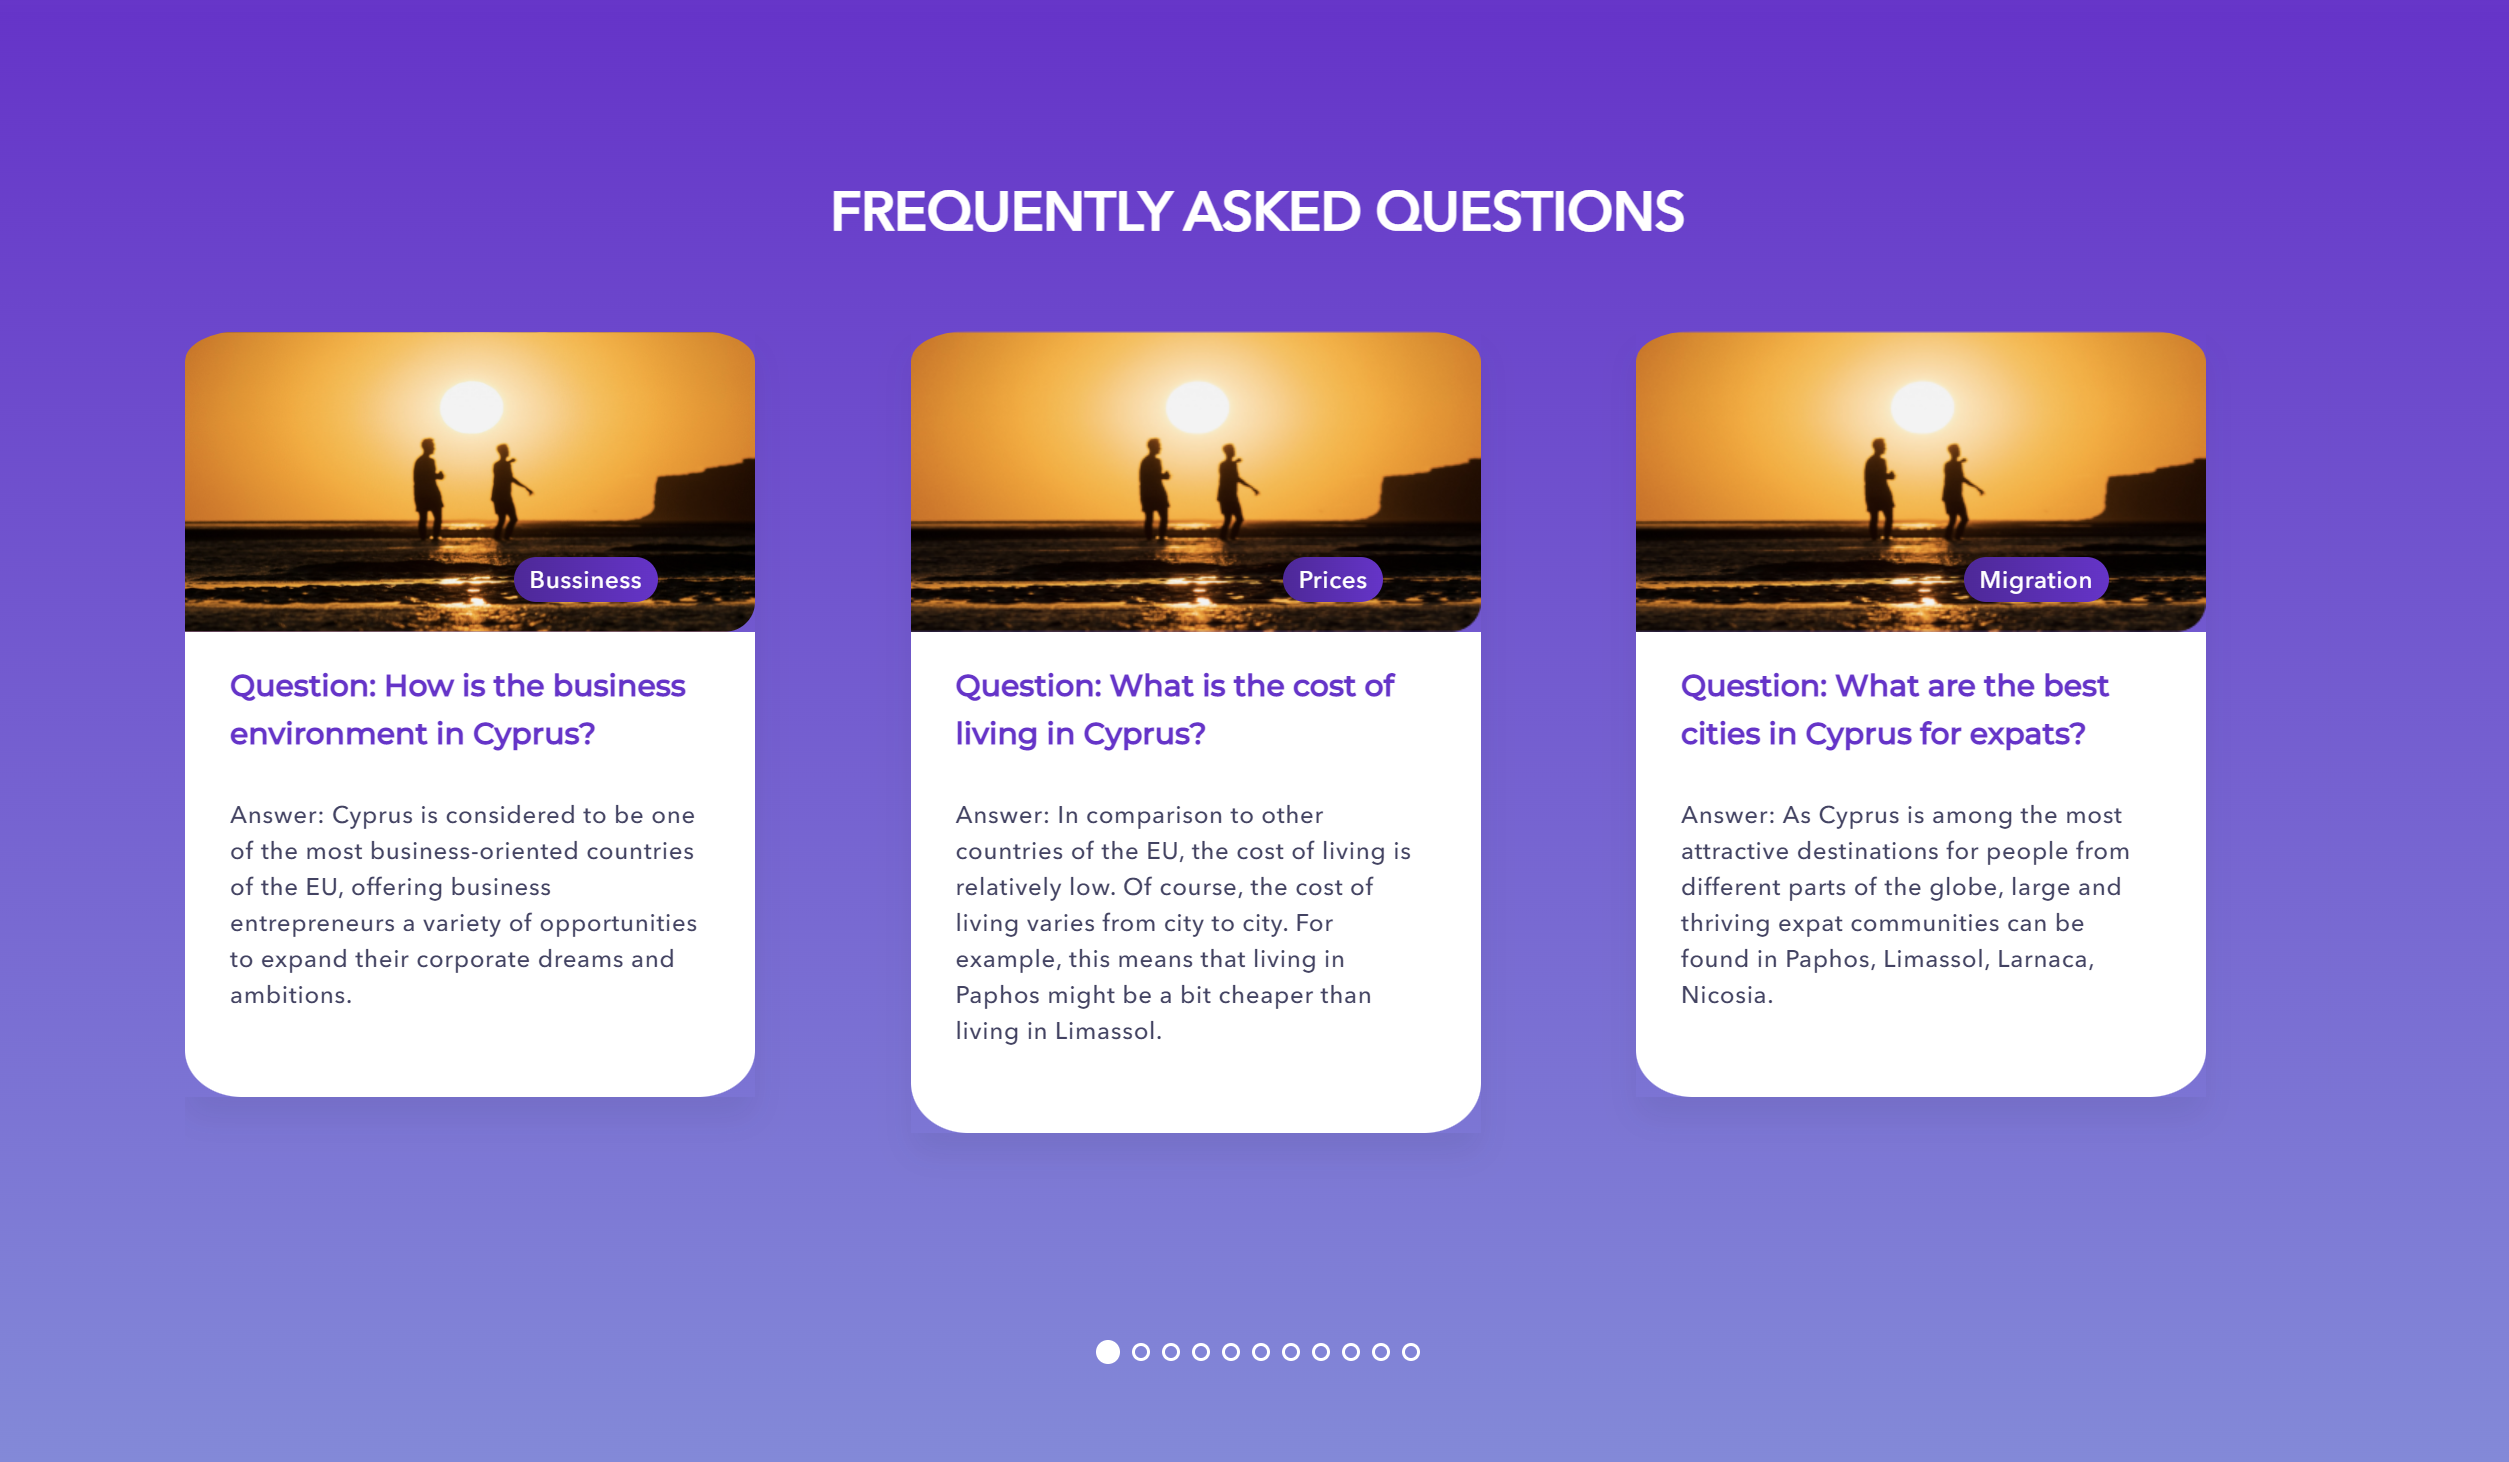 FREQUENTLY ASKED QUESTIONS
Bussiness
Question: How is the business
environment in Cyprus?
Answer: Cyprus is considered to be one
of the most business-oriented countries
of the EU, offering business
entrepreneurs a variety of opportunities
to expand their corporate dreams and
ambitions.
Prices
Question: What is the cost of
living in Cyprus?
Answer: In comparison to other
countries of the EU, the cost of living is
relatively low. Of course, the cost of
living varies from city to city. For
example, this means that living in
Paphos might be a bit cheaper than
living in Limassol.
Migration
Question: What are the best
cities in Cyprus for expats?
Answer: As Cyprus is among the most
attractive destinations for people from
different parts of the globe, large and
thriving expat communities can be
found in Paphos, Limassol, Larnaca,
Nicosia.